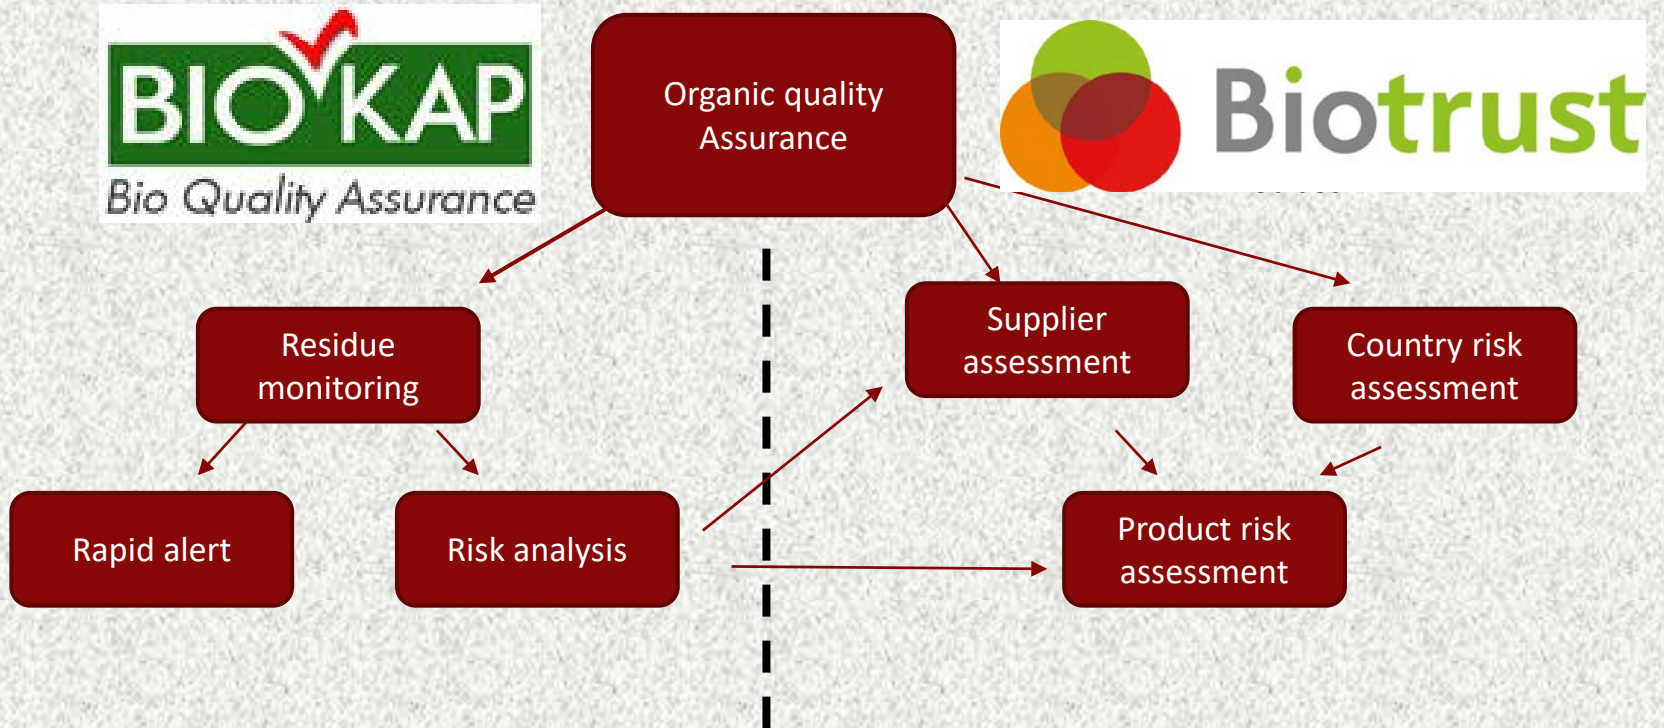 BIOKAP
Bio Quality Assurance
Organic quality
Assurance
Biotrust
Residue
monitoring
Supplier
assessment
Country risk
assessment
Rapid alert
Risk analysis
Product risk
assessment